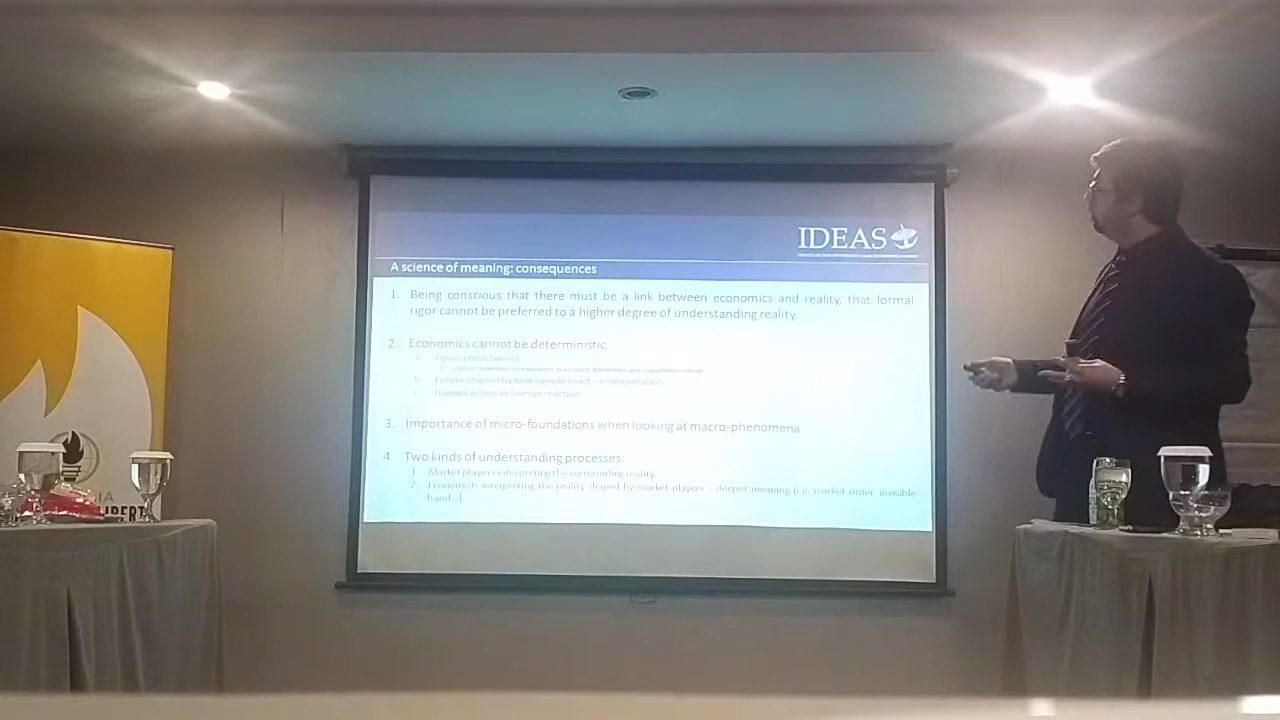 IDEAS
A science of meaning: consequences
1. Being conscious that there must be a link between economics and reality, that formal
rigor cannot be preferred to a higher degree of understanding reality.
2. Economics cannot be deterministic.
a. Open-ended world
b. Future shaped by how people react – interpretation
c. Human action vs human reaction
3. Importance of micro-foundations when looking at macro-phenomena
4. Two kinds of understanding processes:
1. Market players interpreting the surrounding reality
2. Economists interpreting the reality shaped by market players – deeper meaning (i.e. market order, invisible
hand...)